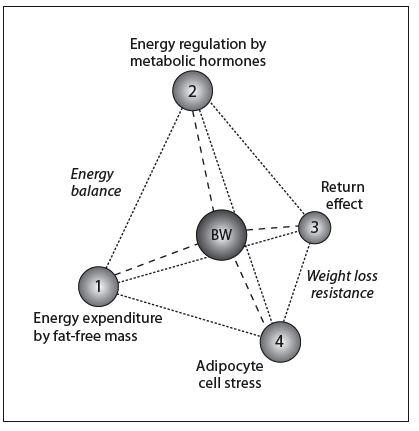 Energy regulation by
metabolic hormones
2
Energy
balance
Return
effect
BW
3
1
Weight loss
resistance
Energy expenditure
by fat-free mass
4
Adipocyte
cell stress